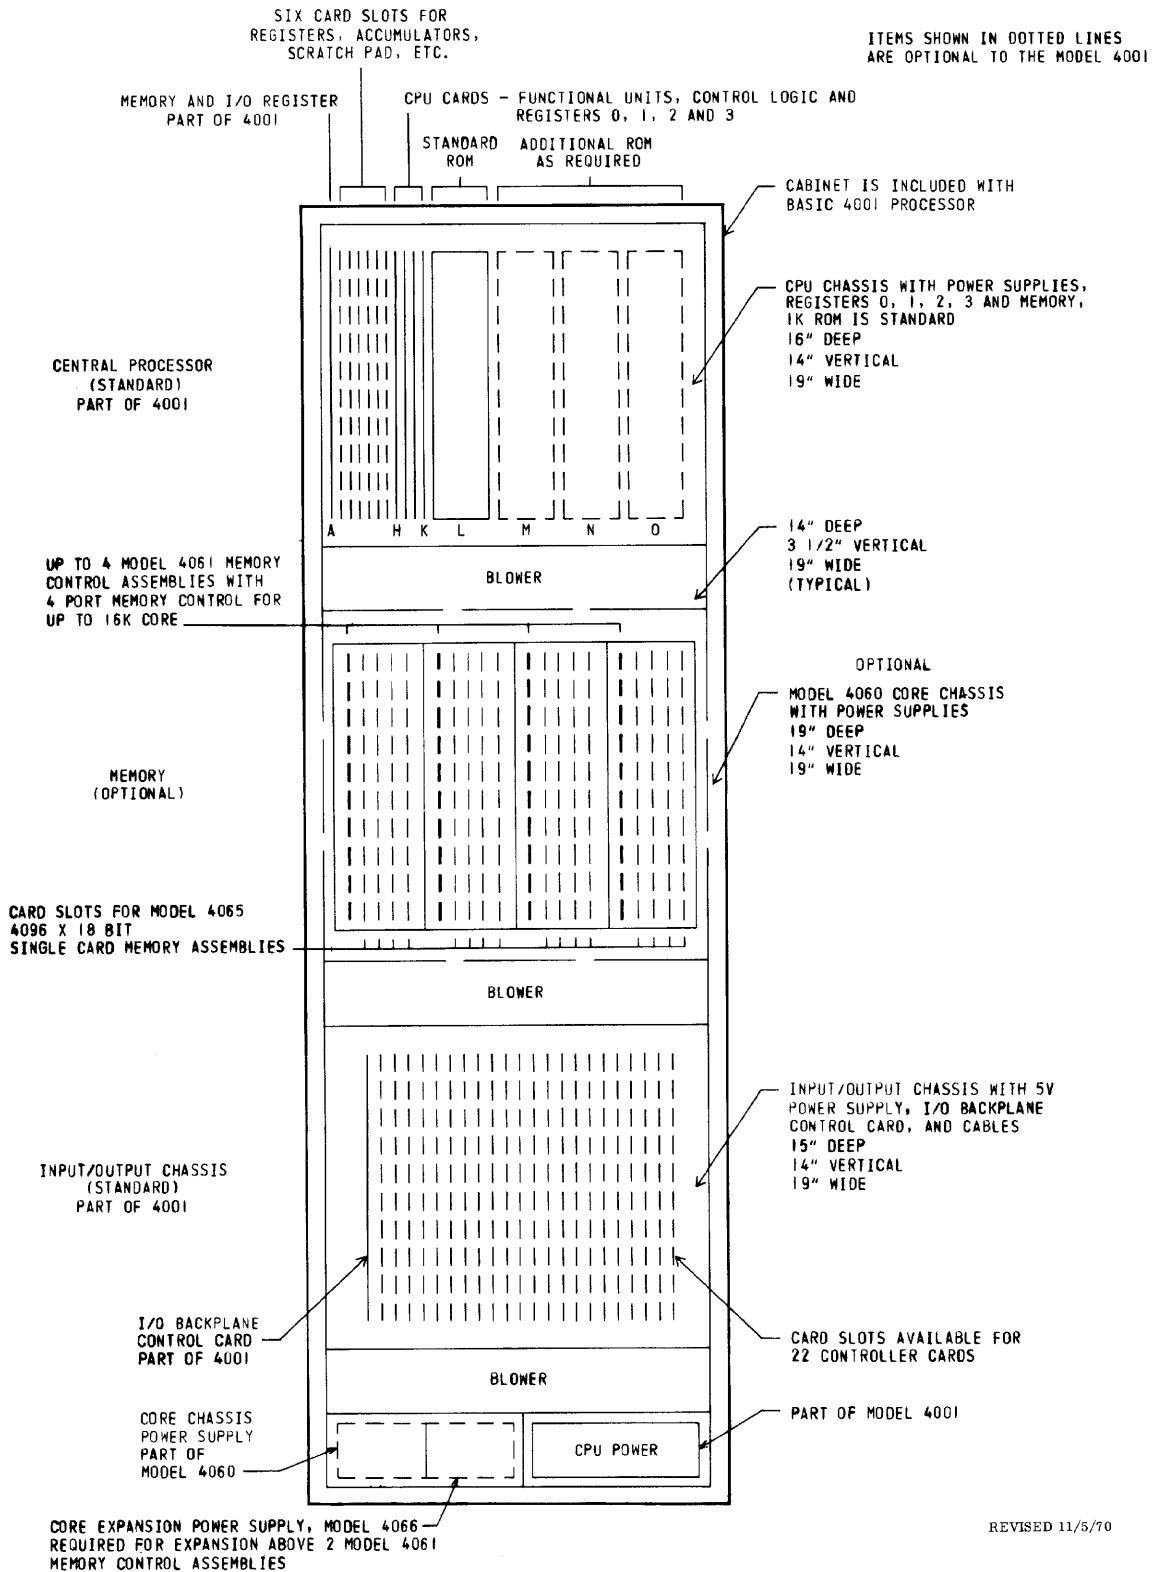 SIX CARD SLOTS FOR
REGISTERS, ACCUMULATORS,
SCRATCH PAD, ETC.
ITEMS SHOWN IN DOTTED LINES
ARE OPTIONAL TO THE MODEL 4001
MEMORY AND I/O REGISTER
PART OF 4001
CPU CARDS - FUNCTIONAL UNITS, CONTROL LOGIC AND
REGISTERS 0, 1, 2 AND 3
STANDARD
ROM
ADDITIONAL ROM
AS REQUIRED
CABINET IS INCLUDED WITH
BASIC 4001 PROCESSOR
CPU CHASSIS WITH POWER SUPPLIES,
REGISTERS 0, 1, 2, 3 AND MEMORY,
1K ROM IS STANDARD
16" DEEP
14" VERTICAL
19" WIDE
CENTRAL PROCESSOR
(STANDARD)
PART OF 4001
A H K L M N O
14" DEEP
3 1/2" VERTICAL
19" WIDE
(TYPICAL)
UP TO 4 MODEL 4061 MEMORY
CONTROL ASSEMBLIES WITH
4 PORT MEMORY CONTROL FOR
UP TO 16K CORE
BLOWER
OPTIONAL
MODEL 4060 CORE CHASSIS
WITH POWER SUPPLIES
19" DEEP
14" VERTICAL
19" WIDE
MEMORY
(OPTIONAL)
CARD SLOTS FOR MODEL 4065
4096 X 18 BIT
SINGLE CARD MEMORY ASSEMBLIES
BLOWER
INPUT/OUTPUT CHASSIS WITH 5V
POWER SUPPLY, I/O BACKPLANE
CONTROL CARD, AND CABLES
15" DEEP
14" VERTICAL
19" WIDE
INPUT/OUTPUT CHASSIS
(STANDARD)
PART OF 4001
I/O BACKPLANE
CONTROL CARD
PART OF 4001
CARD SLOTS AVAILABLE FOR
22 CONTROLLER CARDS
BLOWER
CORE CHASSIS
POWER SUPPLY
PART OF
MODEL 4060
CPU POWER
PART OF MODEL 4001
CORE EXPANSION POWER SUPPLY, MODEL 4066
REQUIRED FOR EXPANSION ABOVE 2 MODEL 4061
MEMORY CONTROL ASSEMBLIES
REVISED 11/5/70